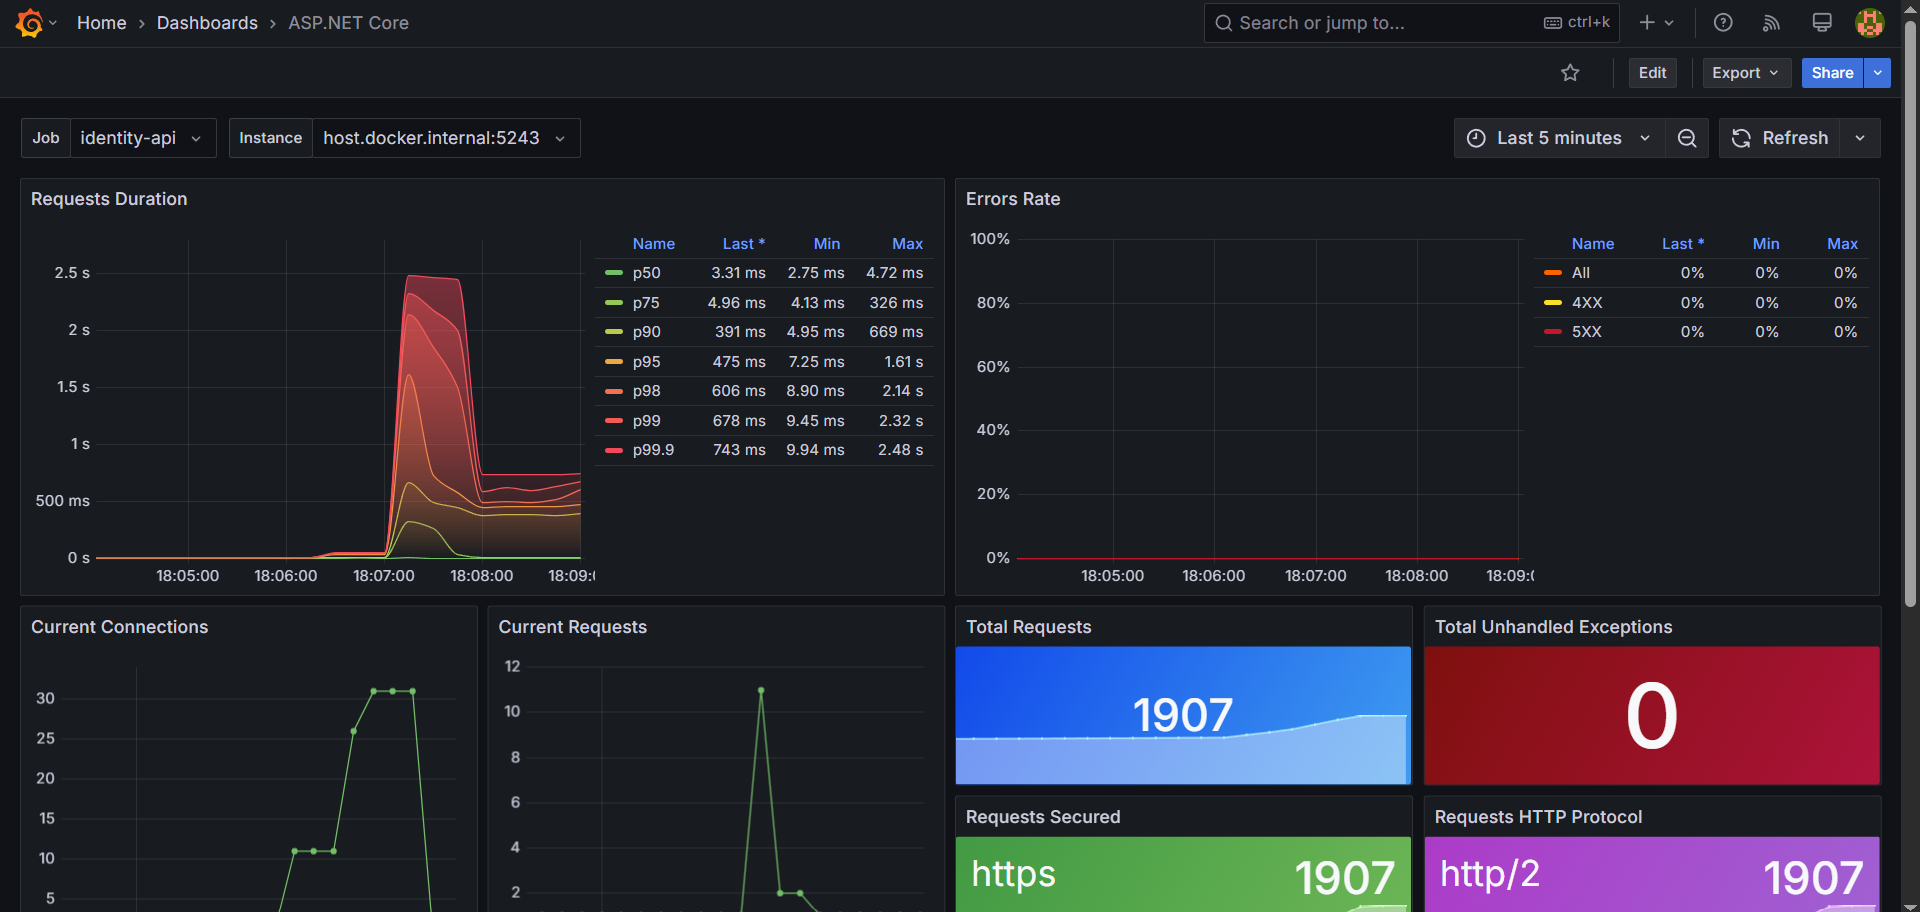 Home › Dashboards › ASP.NET Core
Search or jump to... ctrl+k
Edit Export Share
Job identity-api Instance host.docker.internal:5243
Last 5 minutes Refresh
Requests Duration
2.5 s
2 s
1.5 s
1 s
500 ms
0 s
18:05:00 18:06:00 18:07:00 18:08:00 18:09:0
Name Last * Min Max
p50 3.31 ms 2.75 ms 4.72 ms
p75 4.96 ms 4.13 ms 326 ms
p90 391 ms 4.95 ms 669 ms
p95 475 ms 7.25 ms 1.61 s
p98 606 ms 8.90 ms 2.14 s
p99 678 ms 9.45 ms 2.32 s
p99.9 743 ms 9.94 ms 2.48 s
Errors Rate
100%
80%
60%
40%
20%
0%
18:05:00 18:06:00 18:07:00 18:08:00 18:09:0
Name Last * Min Max
All 0% 0% 0%
4XX 0% 0% 0%
5XX 0% 0% 0%
Current Connections
30
25
20
15
10
5
Current Requests
12
10
8
6
4
2
Total Requests
1907
Total Unhandled Exceptions
0
Requests Secured
https 1907
Requests HTTP Protocol
http/2 1907